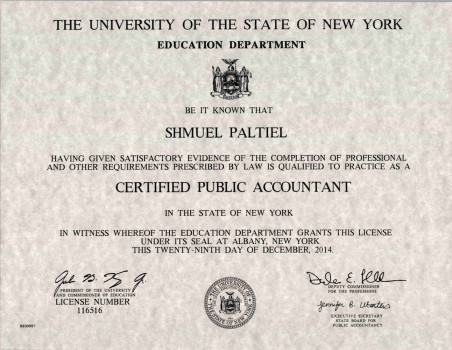 THE UNIVERSITY OF THE STATE OF NEW YORK
EDUCATION DEPARTMENT
BE IT KNOWN THAT
SHMUEL PALTIEL
HAVING GIVEN SATISFACTORY EVIDENCE OF THE COMPLETION OF PROFESSIONAL
AND OTHER REQUIREMENTS PRESCRIBED BY LAW IS QUALIFIED TO PRACTICE AS A
CERTIFIED PUBLIC ACCOUNTANT
IN THE STATE OF NEW YORK
IN WITNESS WHEREOF THE EDUCATION DEPARTMENT GRANTS THIS LICENSE
UNDER ITS SEAL AT ALBANY, NEW YORK
THIS TWENTY-NINTH DAY OF DECEMBER, 2014.
PRESIDENT OF THE UNIVERSITY
AND COMMISSIONER OF EDUCATION
LICENSE NUMBER
116516
DEPUTY COMMISSIONER
FOR THE PROFESSIONS
EXECUTIVE SECRETARY
STATE BOARD FOR
PUBLIC ACCOUNTANCY